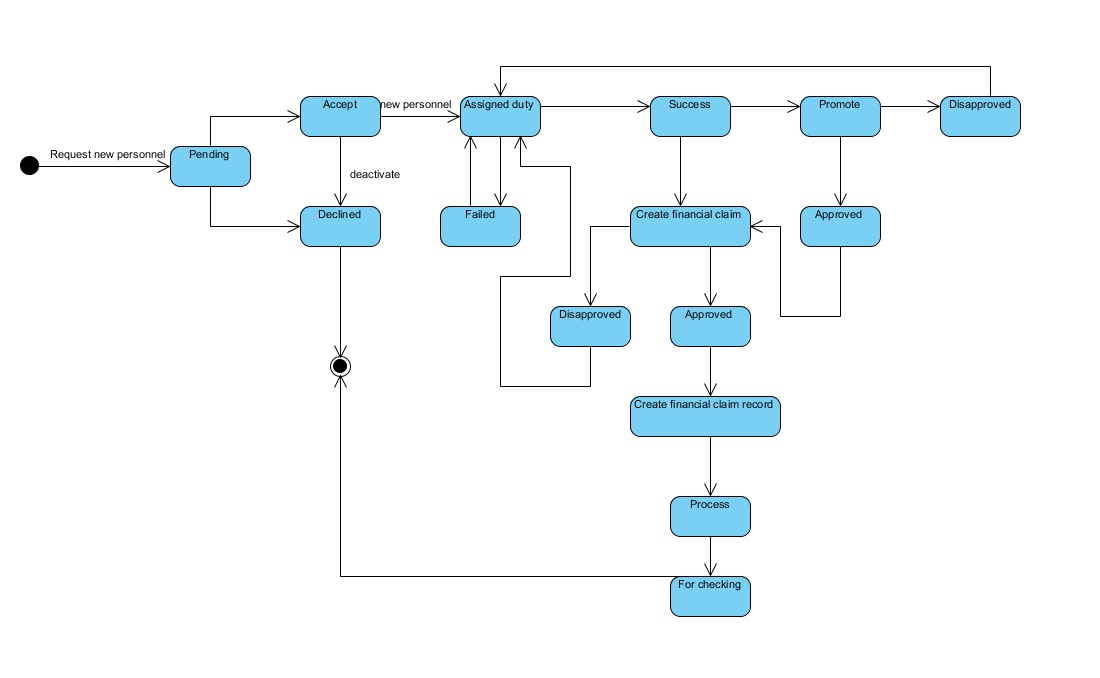 Accept
new personnel
Assigned duty
Success
Promote
Disapproved
Request new personnel
Pending
deactivate
Declined
Failed
Create financial claim
Approved
Disapproved
Approved
Create financial claim record
Process
For checking